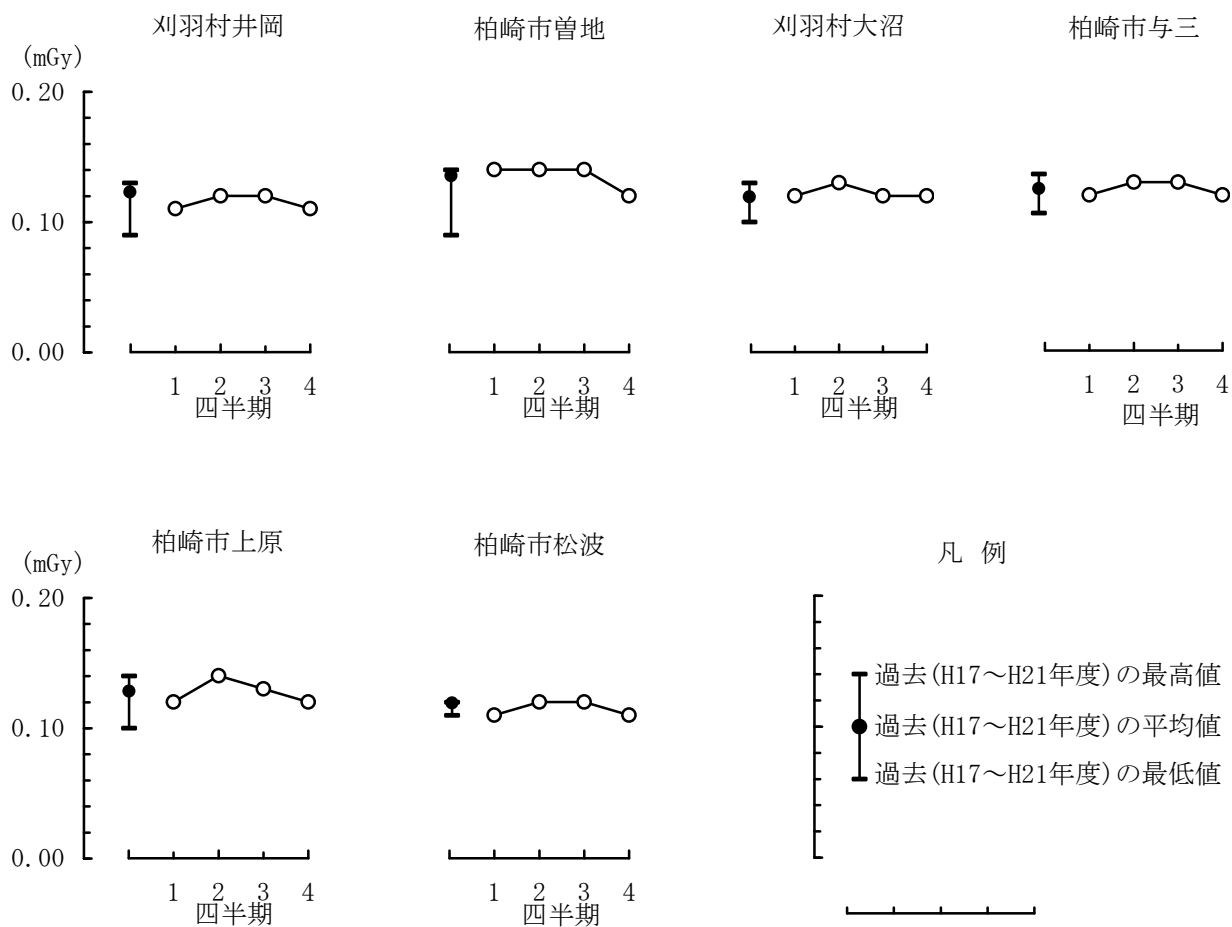 刈羽村井岡
柏崎市曽地
刈羽村大沼
柏崎市与三
(mGy)
0.20
0.10
0.00
1 2 3 4
四半期
1 2 3 4
四半期
1 2 3 4
四半期
1 2 3 4
四半期
柏崎市上原
柏崎市松波
凡 例
(mGy)
0.20
0.10
0.00
1 2 3 4
四半期
1 2 3 4
四半期
過去(H17～H21年度)の最高値
過去(H17～H21年度)の平均値
過去(H17～H21年度)の最低値